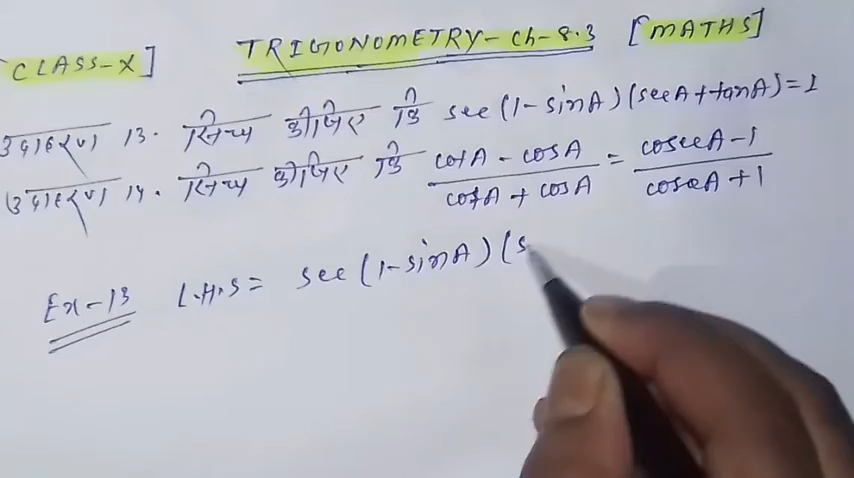 CLASS-X] TRIGONOMETRY-Ch-8.3 [MATHS]
उदाहरण 13. सिध्य कीजिए कि sec(1-sinA)(secA+tanA)=1
उदाहरण 14. सिध्य कीजिए कि (cotA - cosA)/(cotA + cosA) = (cosecA-1)/(cosecA+1)
Ex-13 L.H.S = sec(1-sinA)(s